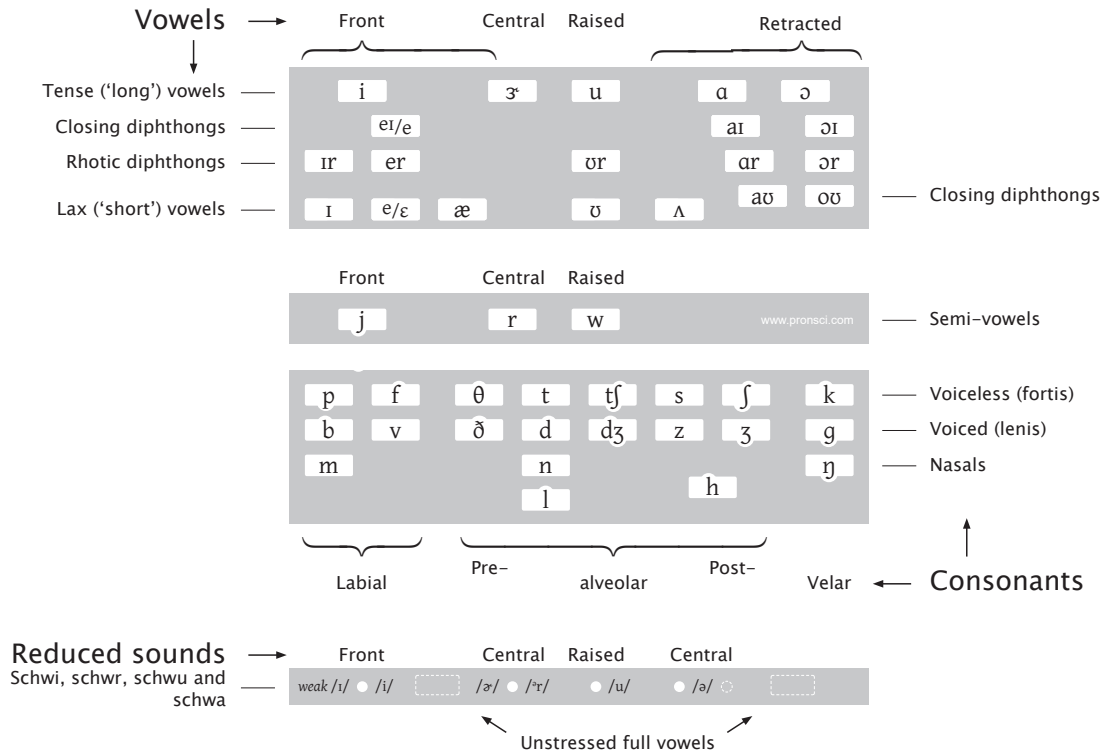 Vowels Front Central Raised Retracted
Tense (‘long’) vowels i ɝ u ɑ ɔ
Closing diphthongs eɪ/e aɪ ɔɪ
Rhotic diphthongs ɪr er ʊr ɑr ɔr
aʊ oʊ Closing diphthongs
Lax (‘short’) vowels ɪ e/ɛ æ ʊ ʌ
Front Central Raised
j r w www.pronsci.com Semi-vowels
p f θ t tʃ s ʃ k Voiceless (fortis)
b v ð d dʒ z ʒ g Voiced (lenis)
m n ŋ Nasals
h
l
Labial Pre- alveolar Post- Velar Consonants
Reduced sounds Front Central Raised Central
Schwi, schwr, schwu and
schwa
weak /ɪ/ /i/ /ɚ/ /ᵊr/ /u/ /ə/
Unstressed full vowels